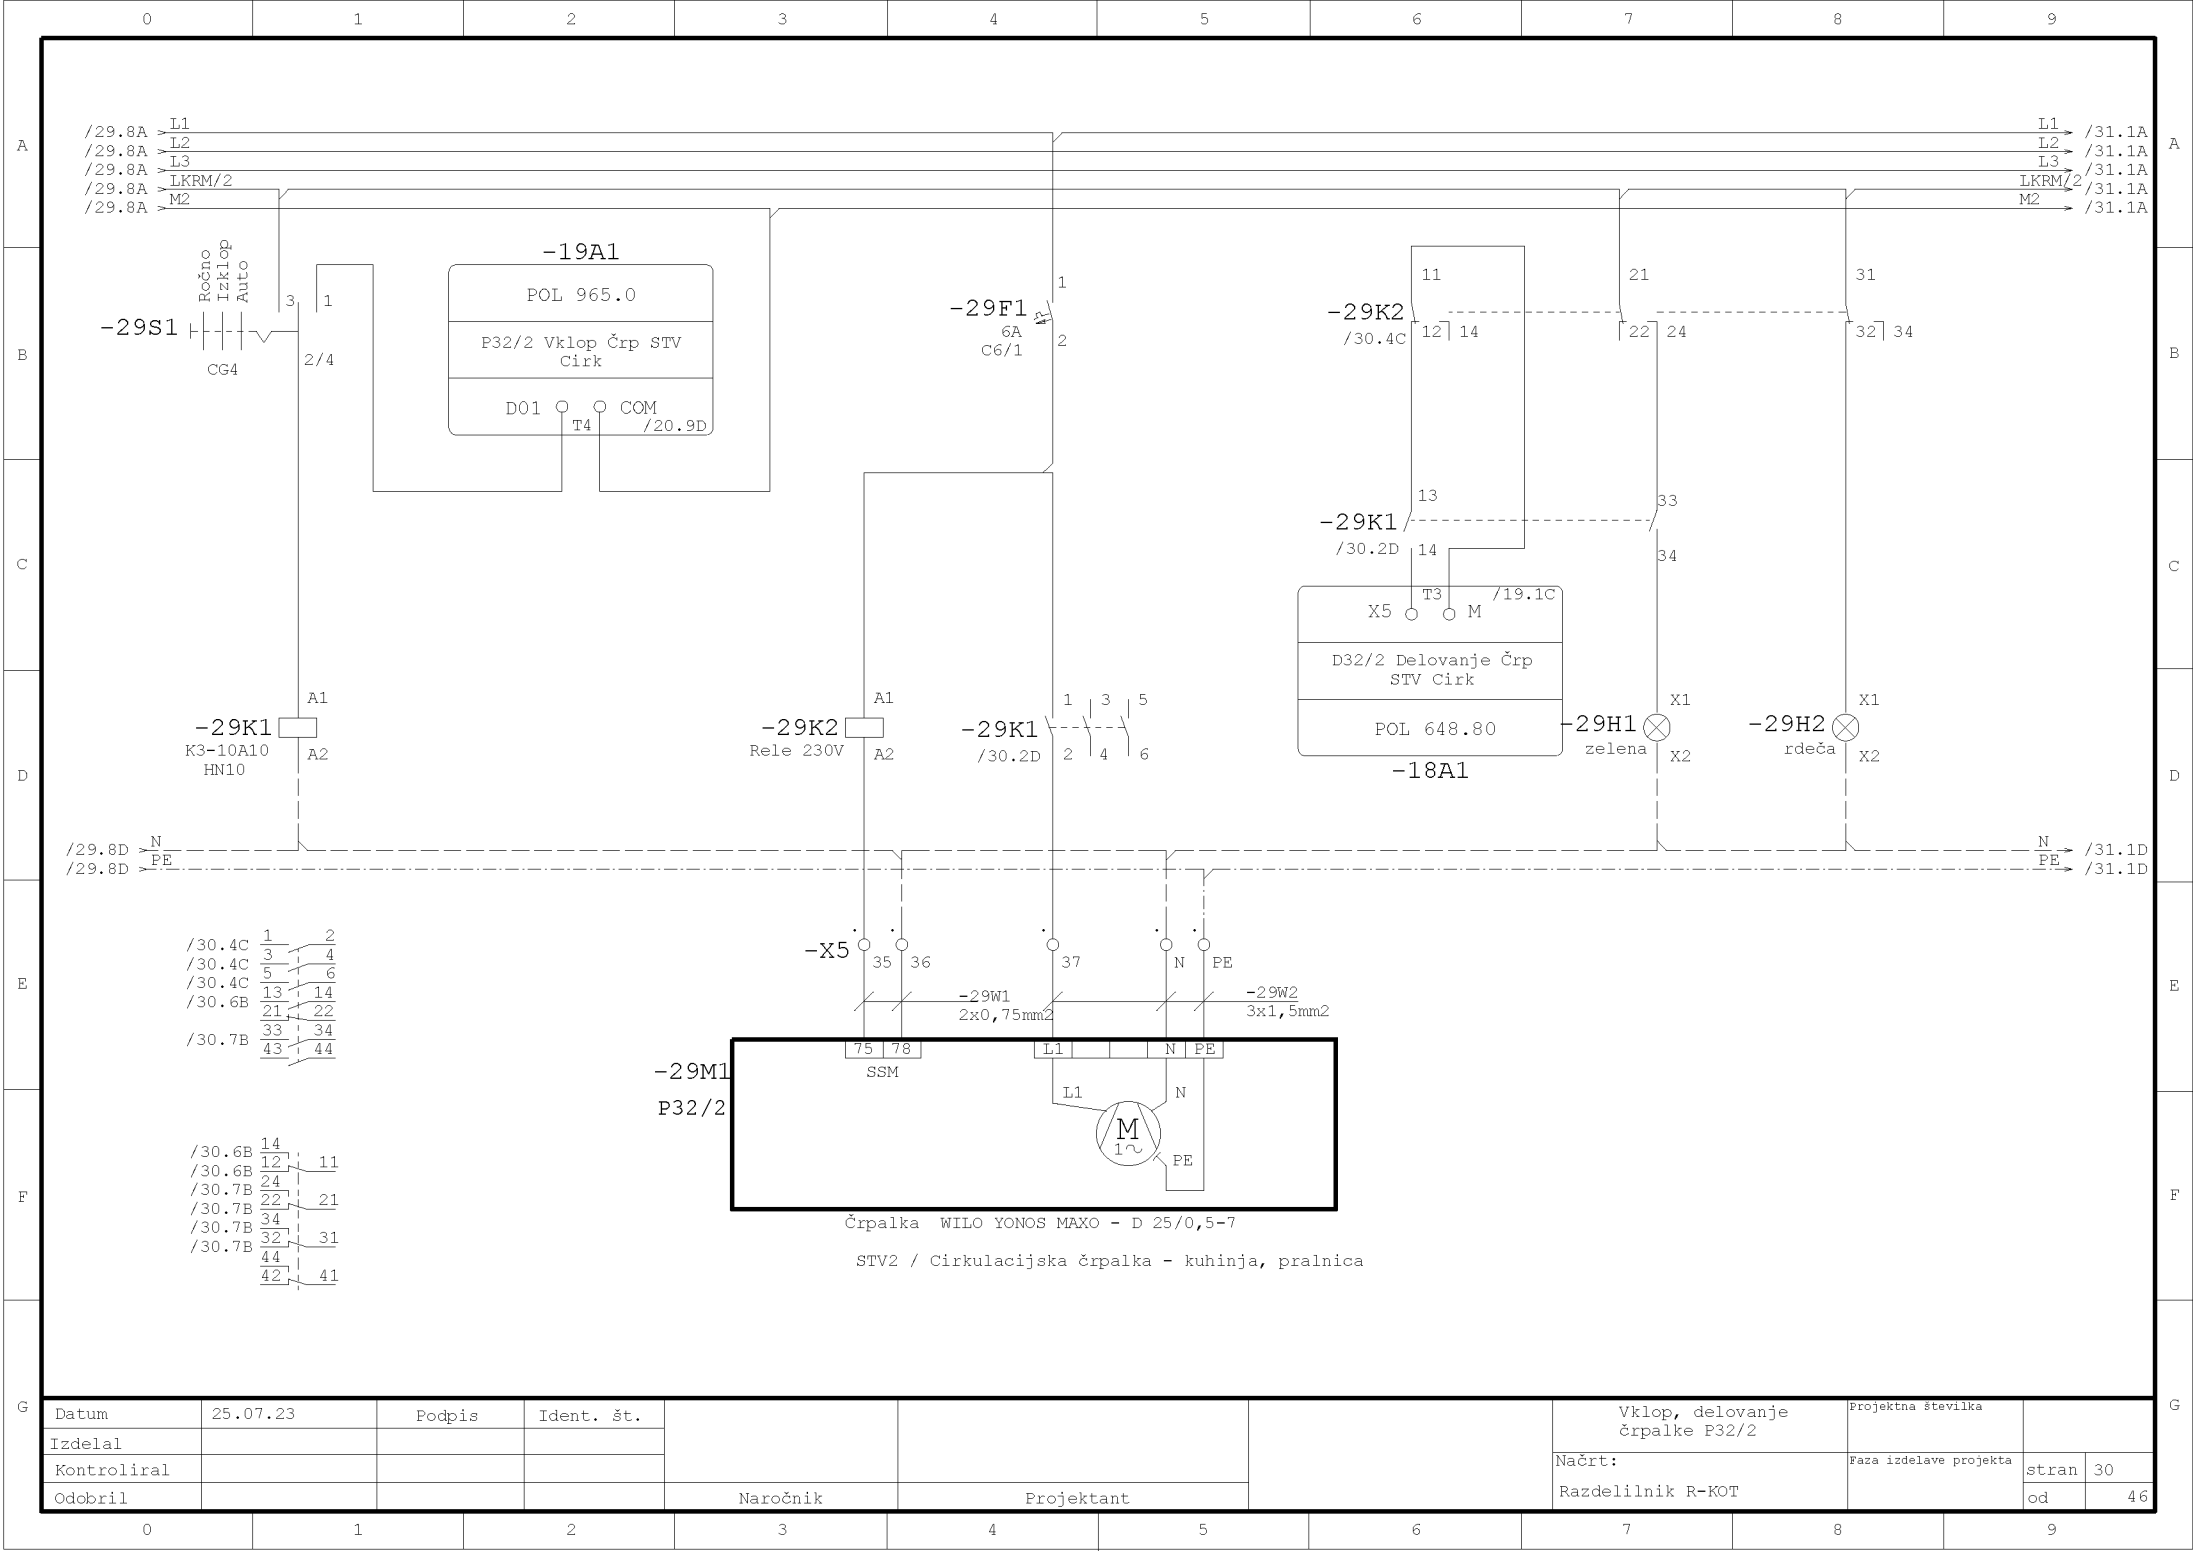 0 1 2 3 4 5 6 7 8 9
A
B
C
D
E
F
G
A
B
C
D
E
F
G
/29.8A L1
/29.8A L2
/29.8A L3
/29.8A LKRM/2
/29.8A M2
L1 /31.1A
L2 /31.1A
L3 /31.1A
LKRM/2 /31.1A
M2 /31.1A
Ročno
Izklop
Auto
-29S1
CG4
3 1
2/4
-19A1
POL 965.0
P32/2 Vklop Črp STV
Cirk
DO1 COM
T4 /20.9D
1
-29F1
6A
C6/1
2
11 21 31
-29K2
/30.4C
12 14 22 24 32 34
13 33
-29K1
/30.2D
14 34
T3 /19.1C
X5 M
D32/2 Delovanje Črp
STV Cirk
POL 648.80
-18A1
A1
-29K1
K3-10A10
HN10
A2
A1
-29K2
Rele 230V
A2
1 3 5
-29K1
/30.2D
2 4 6
X1
-29H1
zelena
X2
X1
-29H2
rdeča
X2
/29.8D N
/29.8D PE
N /31.1D
PE /31.1D
-X5
35 36 37 N PE
-29W1
2x0,75mm2
-29W2
3x1,5mm2
75 78 L1 N PE
SSM
-29M1
P32/2
L1 N
M
1~
PE
Črpalka WILO YONOS MAXO - D 25/0,5-7
STV2 / Cirkulacijska črpalka - kuhinja, pralnica
/30.4C 1 2
/30.4C 3 4
/30.4C 5 6
/30.6B 13 14
21 22
/30.7B 33 34
43 44
/30.6B 14
/30.6B 12 11
/30.7B 24
/30.7B 22 21
/30.7B 34
/30.7B 32 31
44
42 41
Datum 25.07.23 Podpis Ident. št.
Izdelal
Kontroliral
Odobril
Naročnik
Projektant
Vklop, delovanje
črpalke P32/2
Načrt:
Razdelilnik R-KOT
Projektna številka
Faza izdelave projekta
stran 30
od 46
0 1 2 3 4 5 6 7 8 9